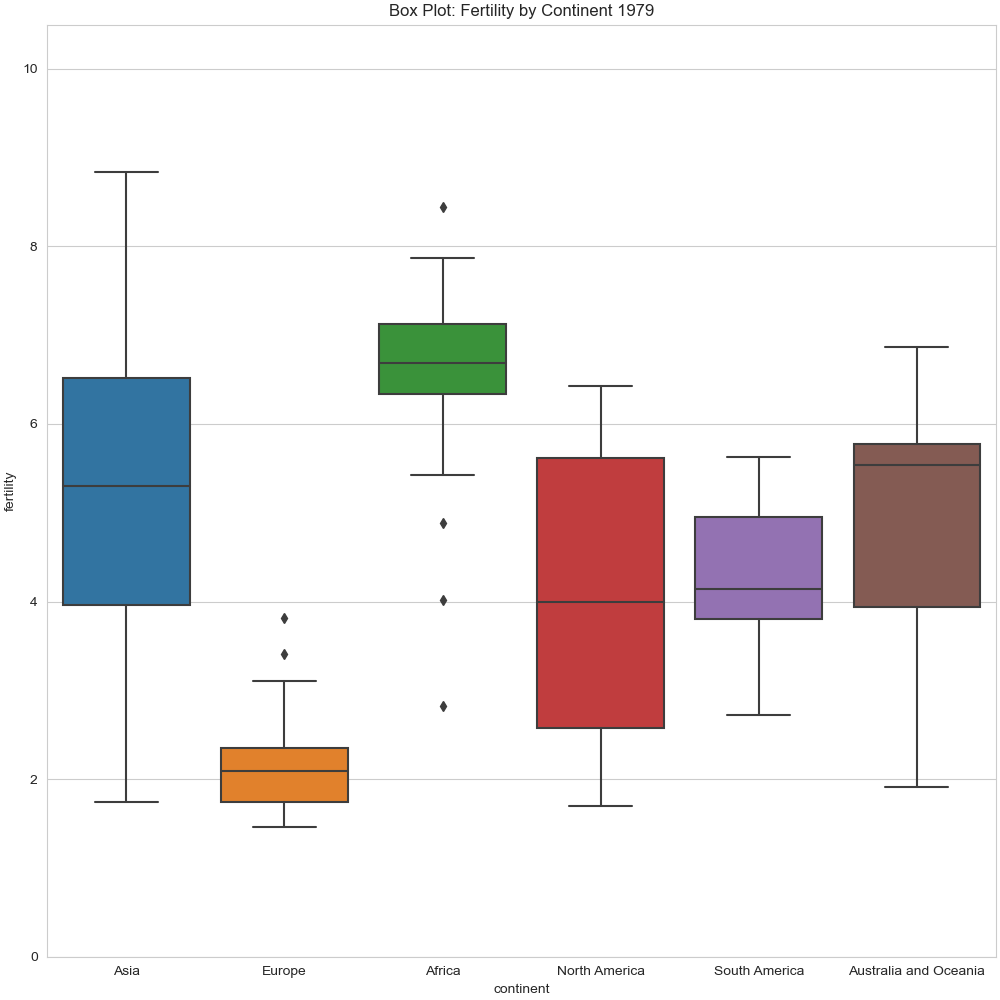 Box Plot: Fertility by Continent 1979
10
8
6
4
2
0
fertility
Asia
Europe
Africa
North America
South America
Australia and Oceania
continent